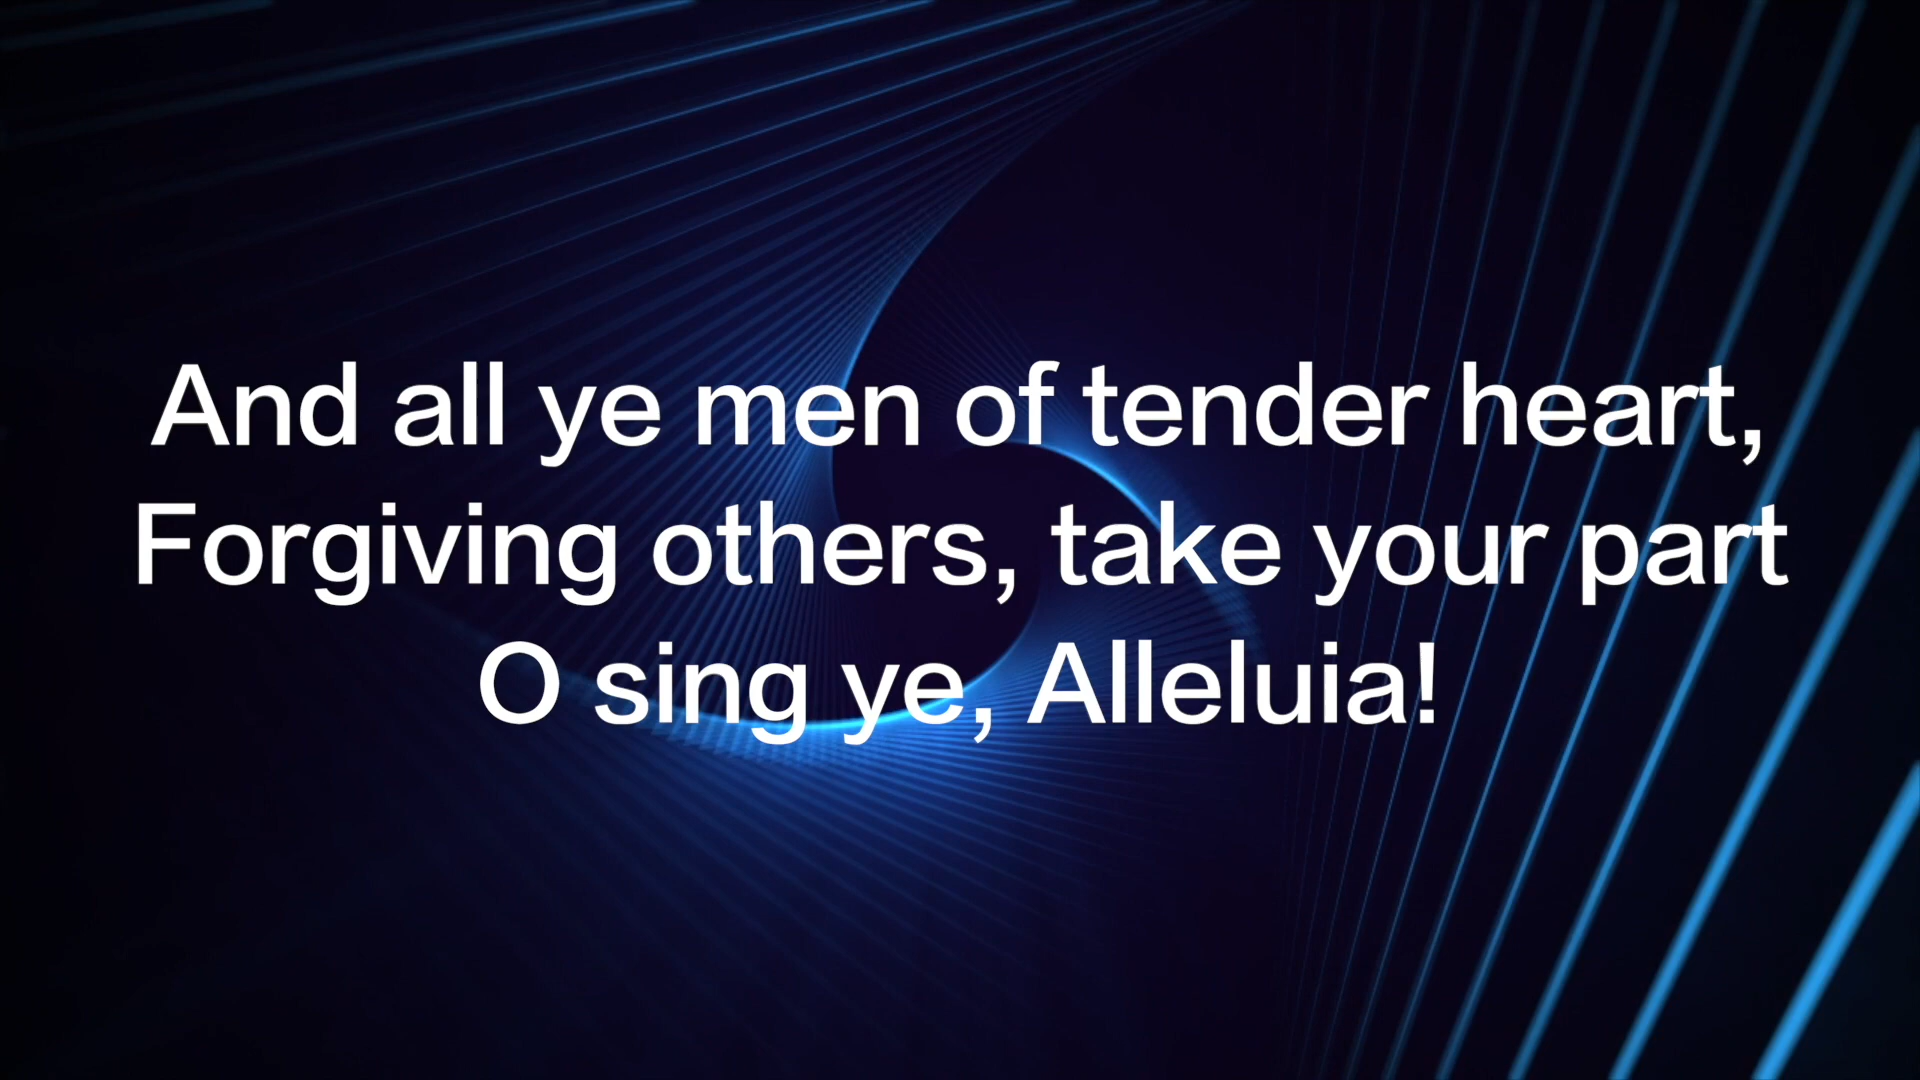 And all ye men of tender heart,
Forgiving others, take your part
O sing ye, Alleluia!